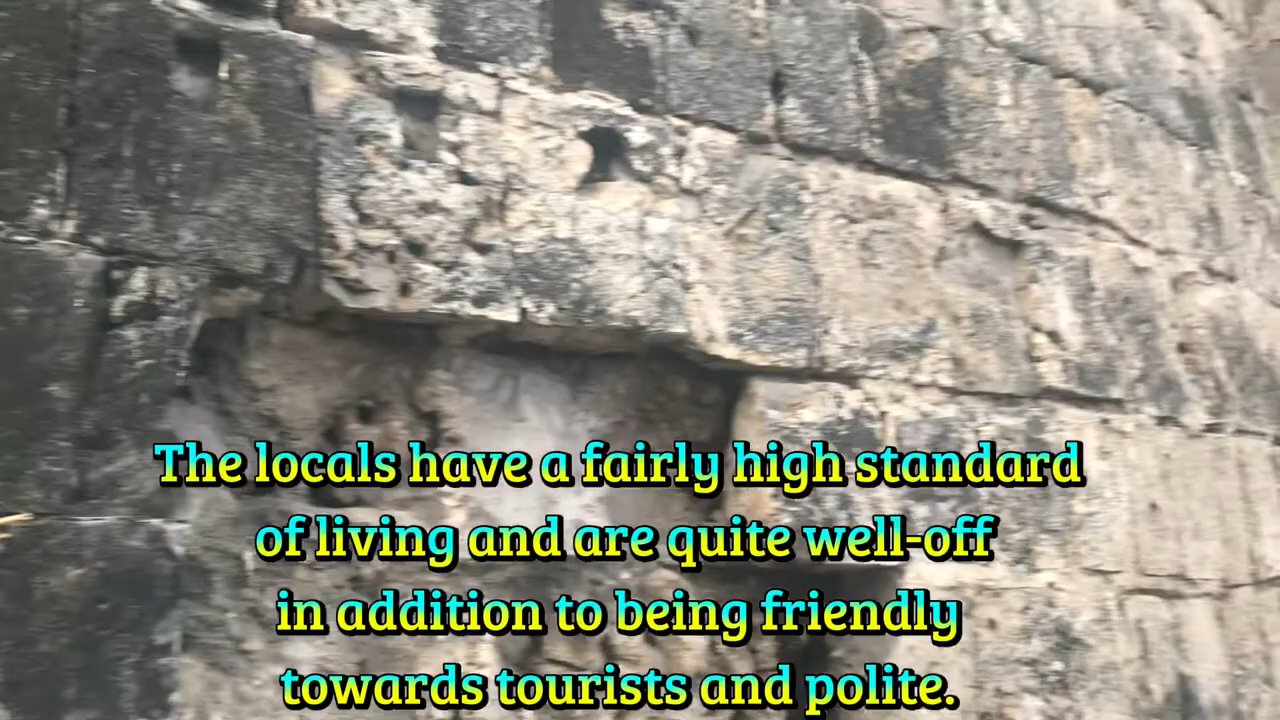 The locals have a fairly high standard
of living and are quite well-off
in addition to being friendly
towards tourists and polite.